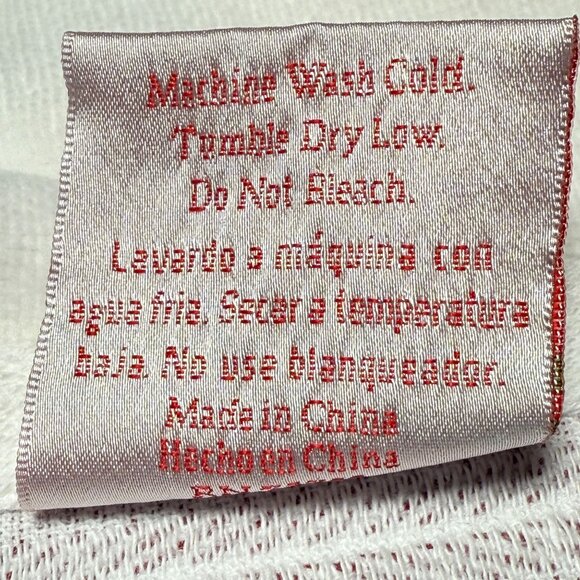 Machine Wash Cold.
Tumble Dry Low.
Do Not Bleach.
Lavardo a máquina con
agua fria. Secar a temperatura
baja. No use blanqueador.
Made in China
Hecho en China